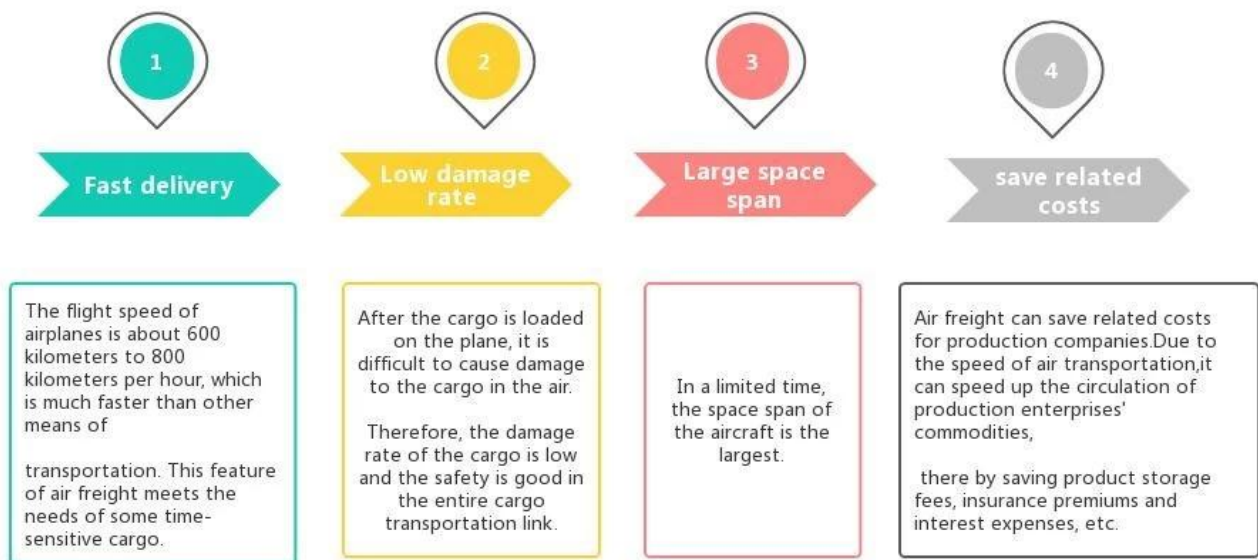 1
Fast delivery
The flight speed of
airplanes is about 600
kilometers to 800
kilometers per hour, which
is much faster than other
means of
transportation. This feature
of air freight meets the
needs of some time-
sensitive cargo.
2
Low damage
rate
After the cargo is loaded
on the plane, it is
difficult to cause damage
to the cargo in the air.
Therefore, the damage
rate of the cargo is low
and the safety is good in
the entire cargo
transportation link.
3
Large space
span
In a limited time,
the space span of
the aircraft is the
largest.
4
save related
costs
Air freight can save related costs
for production companies.Due to
the speed of air transportation,it
can speed up the circulation of
production enterprises'
commodities,
there by saving product storage
fees, insurance premiums and
interest expenses, etc.